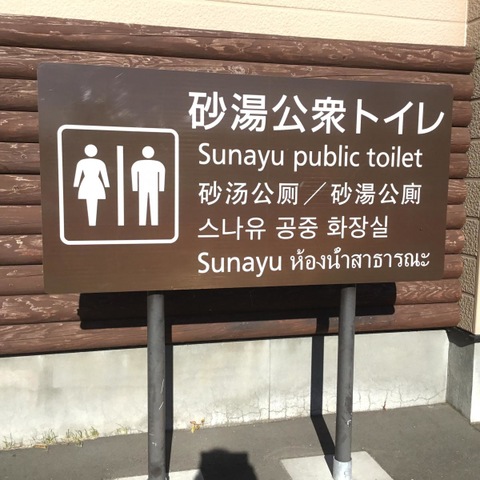 砂湯公衆トイレ
Sunayu public toilet
砂汤公厕／砂湯公廁
스나유 공중 화장실
Sunayu ห้องน้ำสาธารณะ